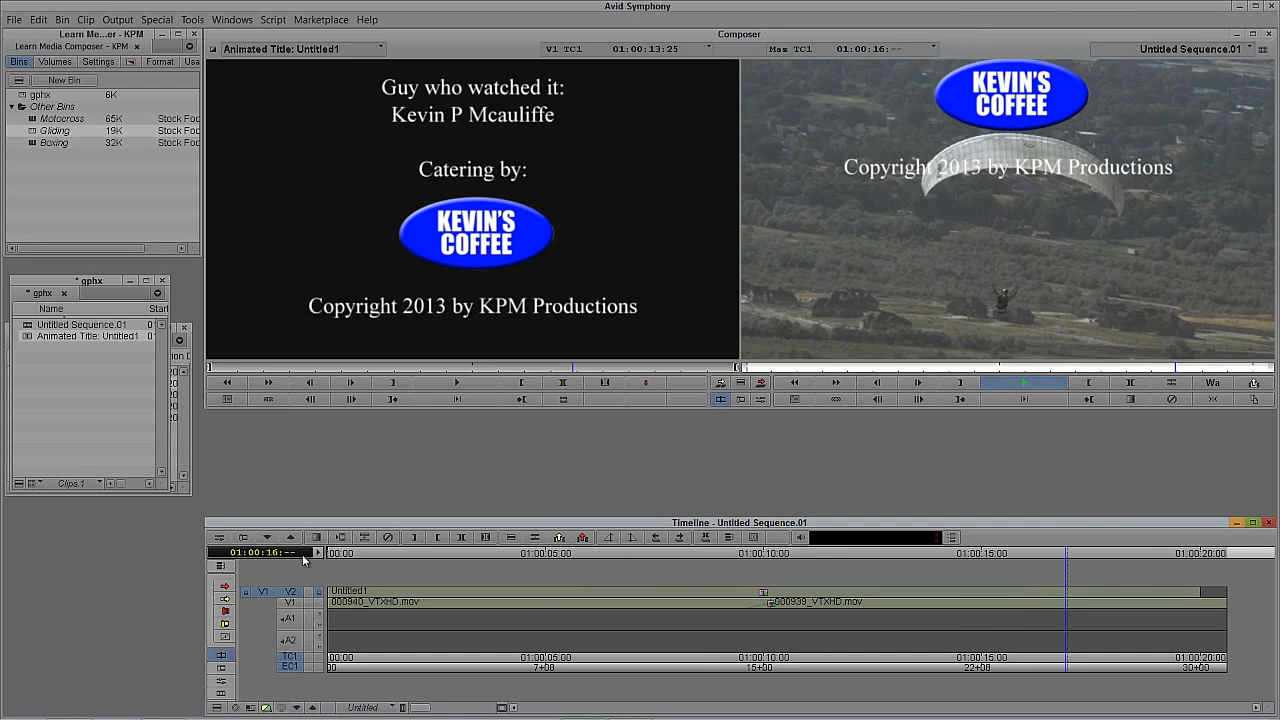 Avid Symphony
File Edit Bin Clip Output Special Tools Windows Script Marketplace Help
Learn Me...er - KPM
Learn Media Composer - KPM
Bins Volumes Settings Format Usa
New Bin
gphx 6K
Other Bins
Motocross 65K Stock Foo
Gliding 19K Stock Foo
Boxing 32K Stock Foo
* gphx
* gphx
Name Start
Untitled Sequence.01 0
Animated Title: Untitled1 0
Clips.1
Composer
Animated Title: Untitled1 V1 TC1 01:00:13:25 Mas TC1 01:00:16:-- Untitled Sequence.01
Guy who watched it:
Kevin P Mcauliffe
Catering by:
KEVIN'S
COFFEE
Copyright 2013 by KPM Productions
KEVIN'S
COFFEE
Copyright 2013 by KPM Productions
Wa
Timeline - Untitled Sequence.01
01:00:16:-- 00:00 01:00:05:00 01:00:10:00 01:00:15:00 01:00:20:00
V1 V2 Untitled1
V1 000940_VTXHD.mov 000939_VTXHD.mov
A1
A2
TC1 00:00 01:00:05:00 01:00:10:00 01:00:15:00 01:00:20:00
EC1 7+08 15+00 22+08 30+00
Untitled